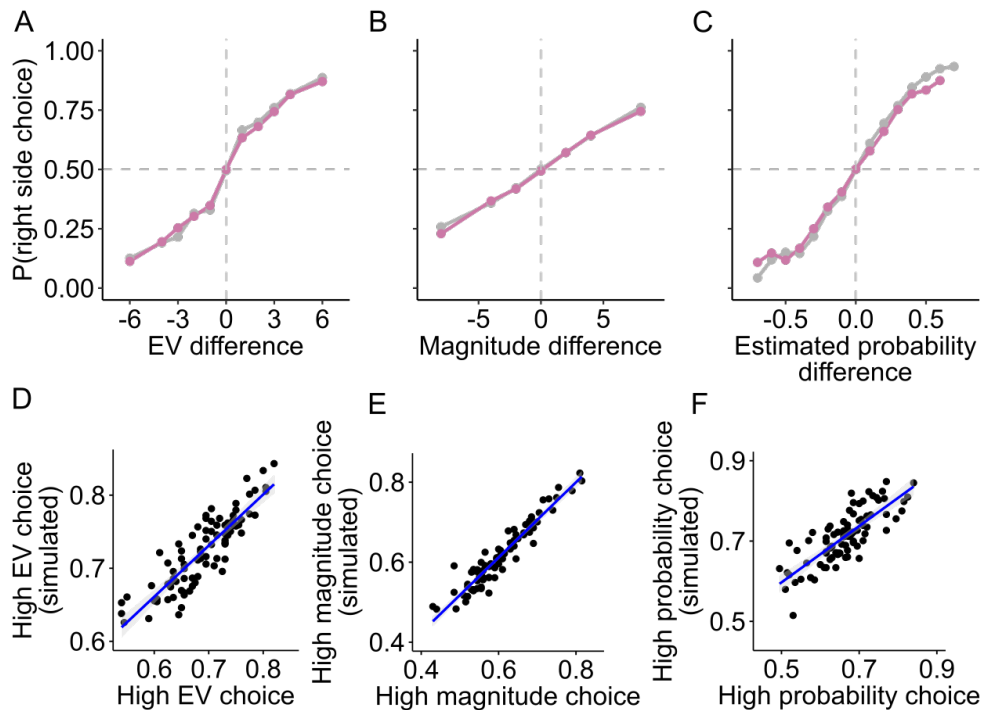 A
B
C
P(right side choice)
1.00
0.75
0.50
0.25
0.00
-6 -3 0 3 6
EV difference
-5 0 5
Magnitude difference
-0.5 0.0 0.5
Estimated probability
difference
D
E
F
High EV choice
(simulated)
0.8
0.7
0.6
0.6 0.7 0.8
High EV choice
High magnitude choice
(simulated)
0.8
0.6
0.4
0.4 0.5 0.6 0.7 0.8
High magnitude choice
High probability choice
(simulated)
0.9
0.7
0.5
0.5 0.7 0.9
High probability choice